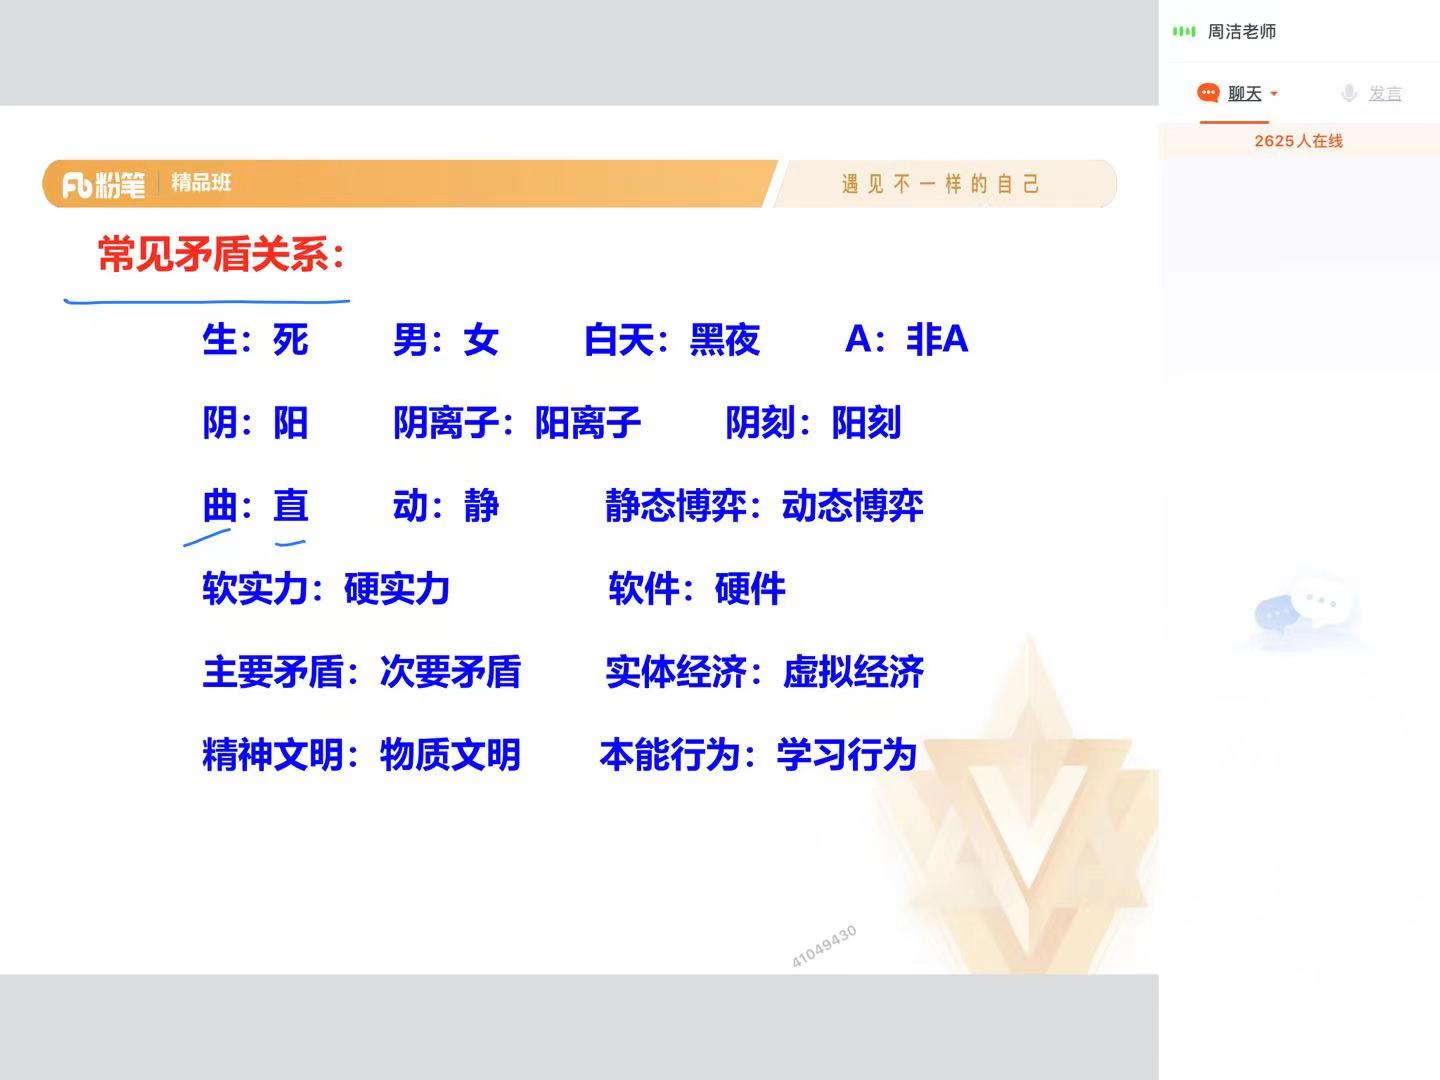 周洁老师
聊天
发言
2625人在线
粉笔 精品班
遇见不一样的自己
常见矛盾关系：
生：死 男：女 白天：黑夜 A：非A
阴：阳 阴离子：阳离子 阴刻：阳刻
曲：直 动：静 静态博弈：动态博弈
软实力：硬实力 软件：硬件
主要矛盾：次要矛盾 实体经济：虚拟经济
精神文明：物质文明 本能行为：学习行为
41049430